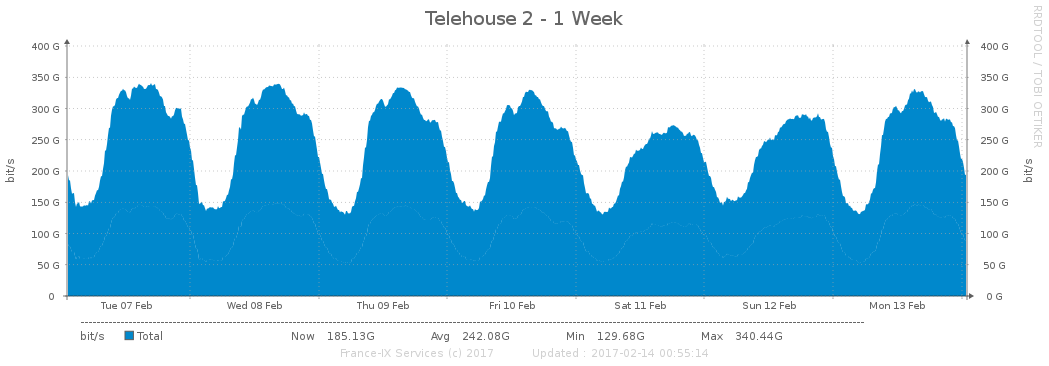 Telehouse 2 - 1 Week
RRDTOOL / TOBI OETIKER
400 G 400 G
350 G 350 G
300 G 300 G
250 G 250 G
200 G 200 G
150 G 150 G
100 G 100 G
50 G 50 G
0 0 G
bit/s
bit/s
Tue 07 Feb Wed 08 Feb Thu 09 Feb Fri 10 Feb Sat 11 Feb Sun 12 Feb Mon 13 Feb
bit/s Total Now 185.13G Avg 242.08G Min 129.68G Max 340.44G
France-IX Services (c) 2017 Updated : 2017-02-14 00:55:14